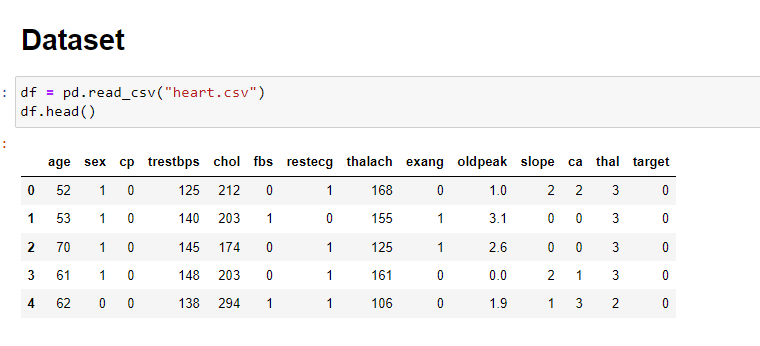 Dataset
: df = pd.read_csv("heart.csv")
df.head()
:
age sex cp trestbps chol fbs restecg thalach exang oldpeak slope ca thal target
0 52 1 0 125 212 0 1 168 0 1.0 2 2 3 0
1 53 1 0 140 203 1 0 155 1 3.1 0 0 3 0
2 70 1 0 145 174 0 1 125 1 2.6 0 0 3 0
3 61 1 0 148 203 0 1 161 0 0.0 2 1 3 0
4 62 0 0 138 294 1 1 106 0 1.9 1 3 2 0